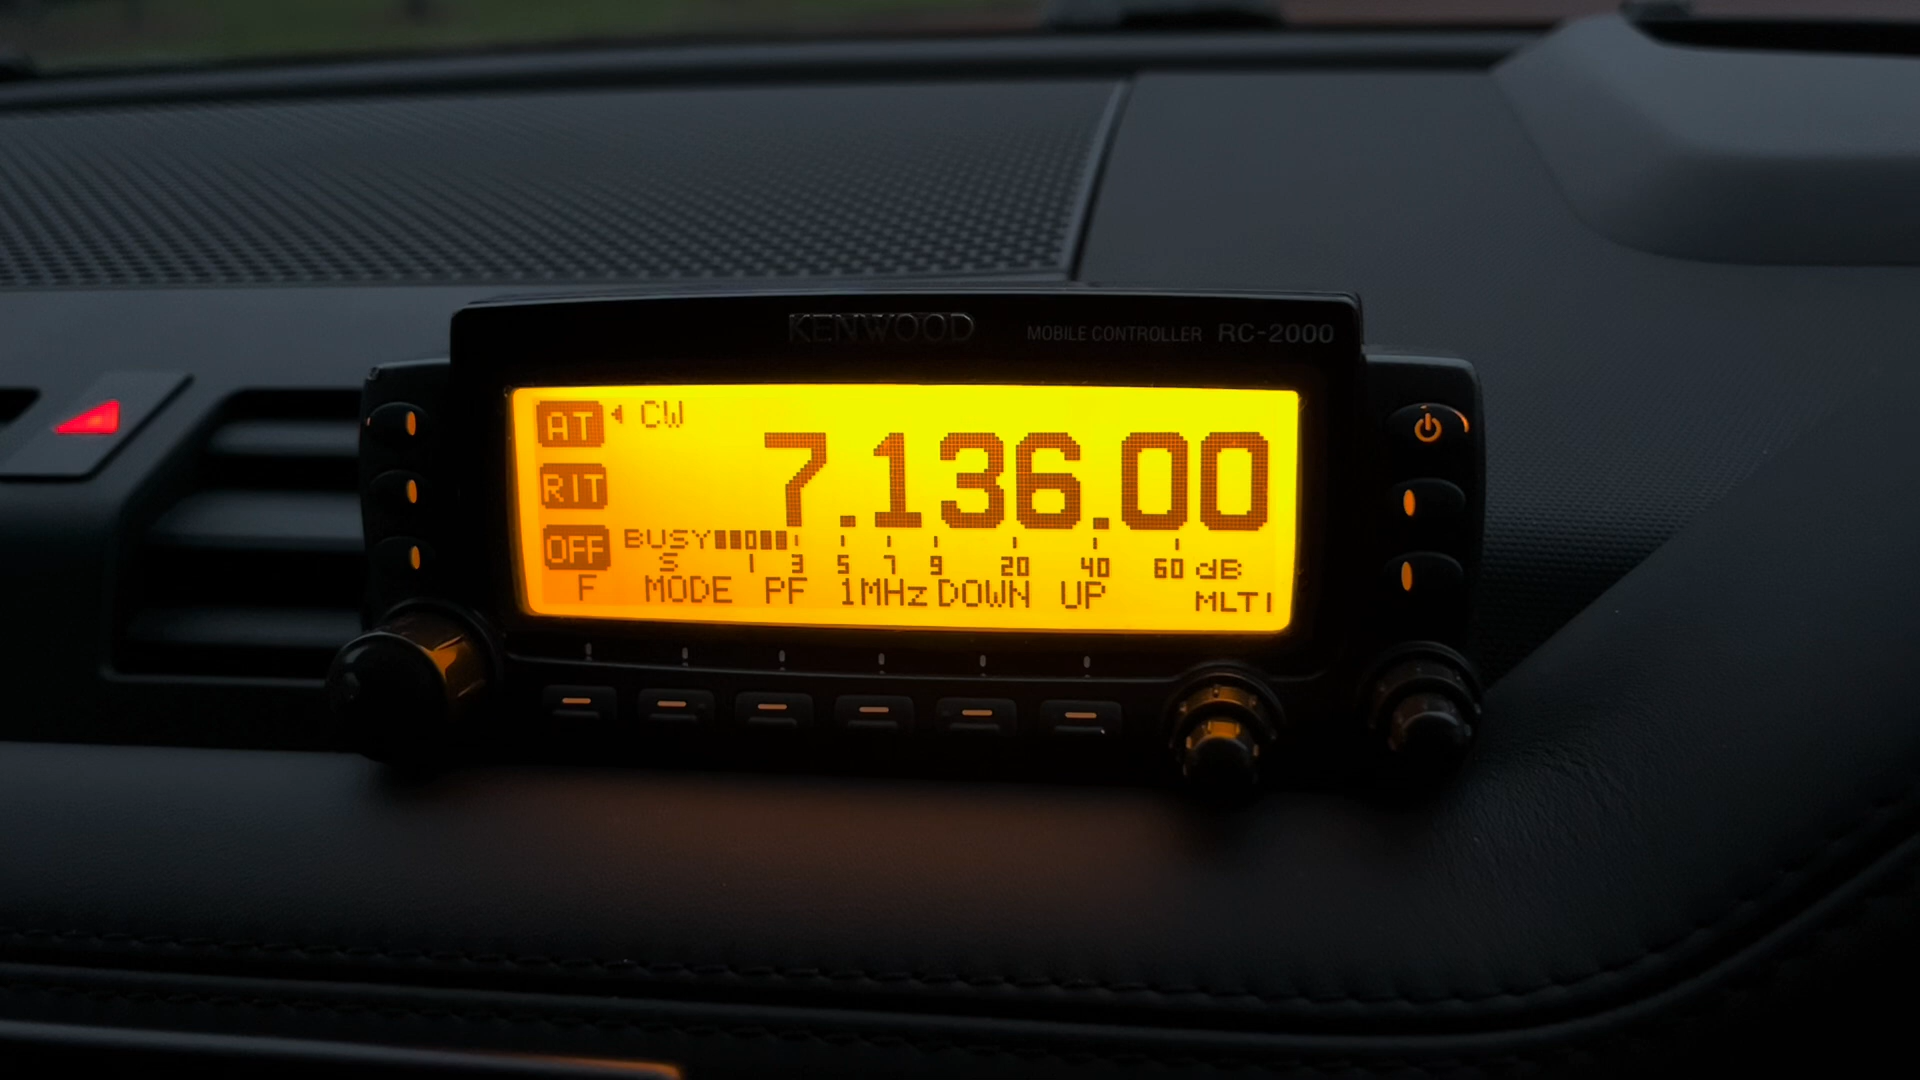 KENWOOD
MOBILE CONTROLLER RC-2000
AT CW
7.136.00
RIT
OFF BUSY
S 1 3 5 7 9 20 40 60 dB
F MODE PF 1MHz DOWN UP MLTI